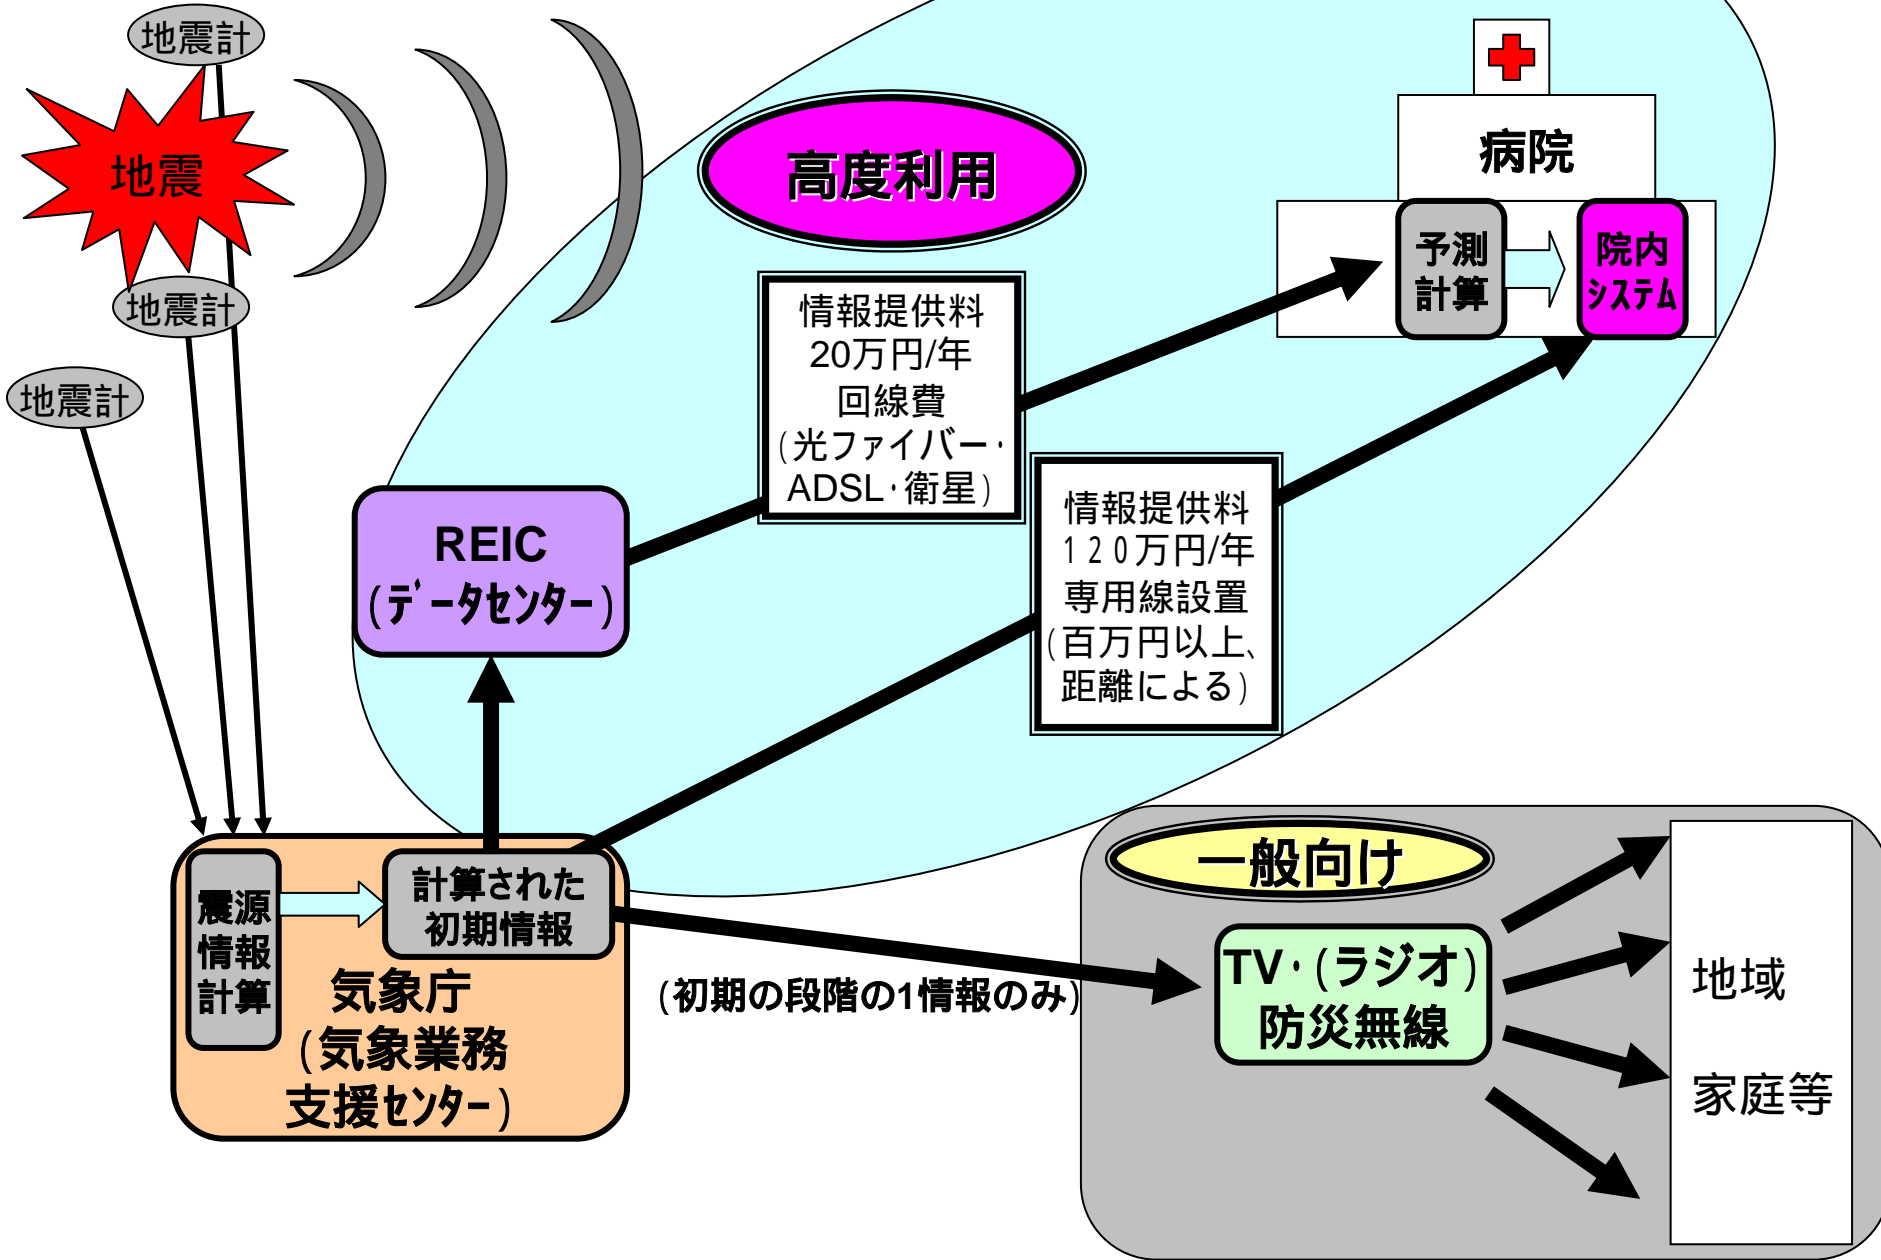 地震計
地震
地震計
地震計
高度利用
病院
予測
計算
院内
システム
情報提供料
20万円/年
回線費
(光ファイバー・
ADSL・衛星)
情報提供料
120万円/年
専用線設置
(百万円以上、
距離による)
REIC
(データセンター)
震源
情報
計算
計算された
初期情報
気象庁
(気象業務
支援センター)
(初期の段階の1情報のみ)
一般向け
TV・(ラジオ)
防災無線
地域
家庭等